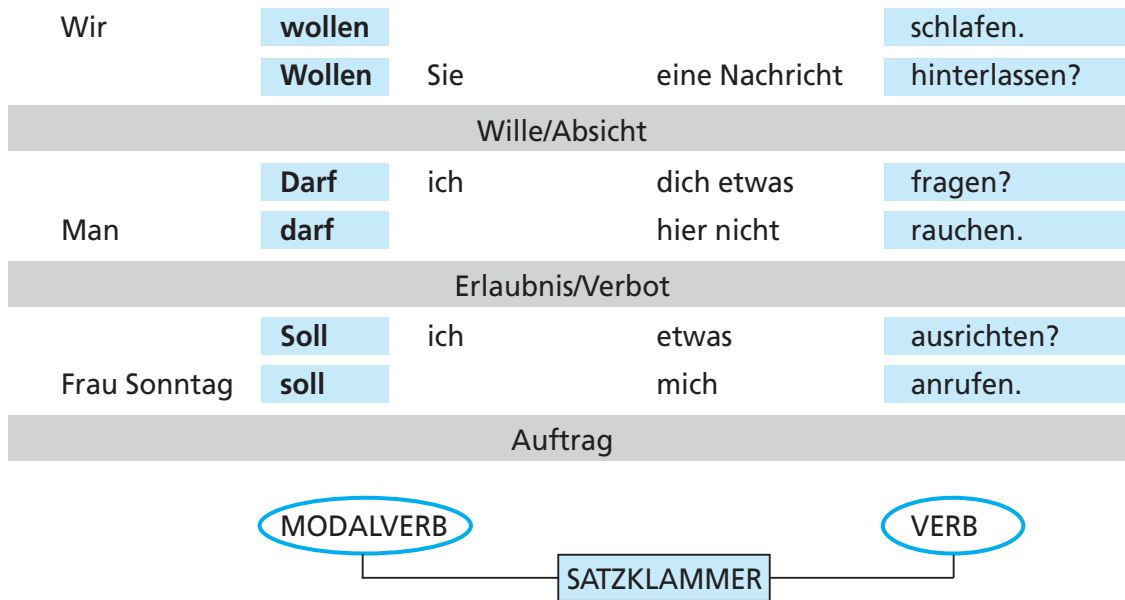 Wir wollen schlafen.
Wollen Sie eine Nachricht hinterlassen?
Wille/Absicht
Darf ich dich etwas fragen?
Man darf hier nicht rauchen.
Erlaubnis/Verbot
Soll ich etwas ausrichten?
Frau Sonntag soll mich anrufen.
Auftrag
MODALVERB VERB
SATZKLAMMER